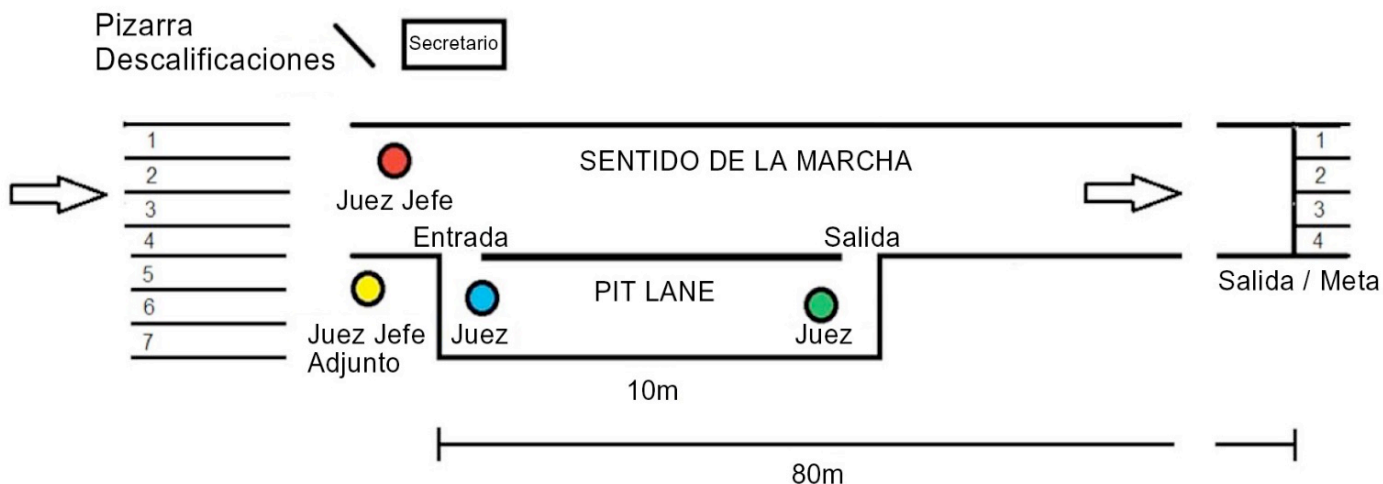 Pizarra
Descalificaciones
Secretario
1
2
3
4
5
6
7
SENTIDO DE LA MARCHA
Juez Jefe
Entrada
Salida
PIT LANE
Juez Jefe
Adjunto
Juez
Juez
10m
80m
1
2
3
4
Salida / Meta